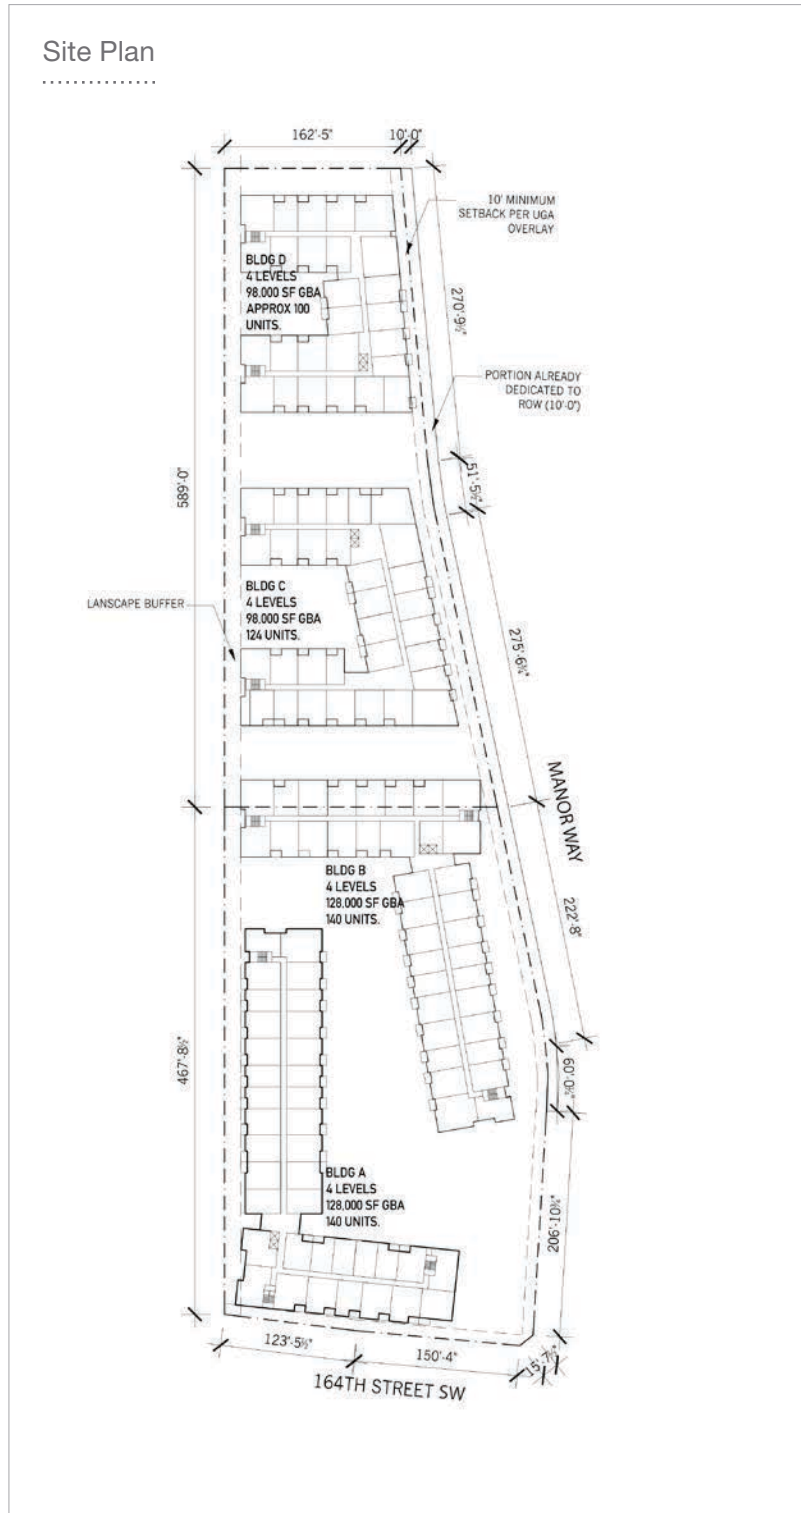 Site Plan
162'-5"
10'-0"
10' MINIMUM
SETBACK PER UGA
OVERLAY
BLDG D
4 LEVELS
98.000 SF GBA
APPROX 100
UNITS.
270'-9½"
PORTION ALREADY
DEDICATED TO
ROW (10'-0")
589'-0"
51'-5½"
BLDG C
4 LEVELS
98.000 SF GBA
124 UNITS.
LANSCAPE BUFFER
275'-6¾"
MANOR WAY
BLDG B
4 LEVELS
128.000 SF GBA
140 UNITS.
222'-8"
467'-8½"
60'-0½"
BLDG A
4 LEVELS
128,000 SF GBA
140 UNITS.
206'-10¾"
123'-5½"
150'-4"
15'-7½"
164TH STREET SW